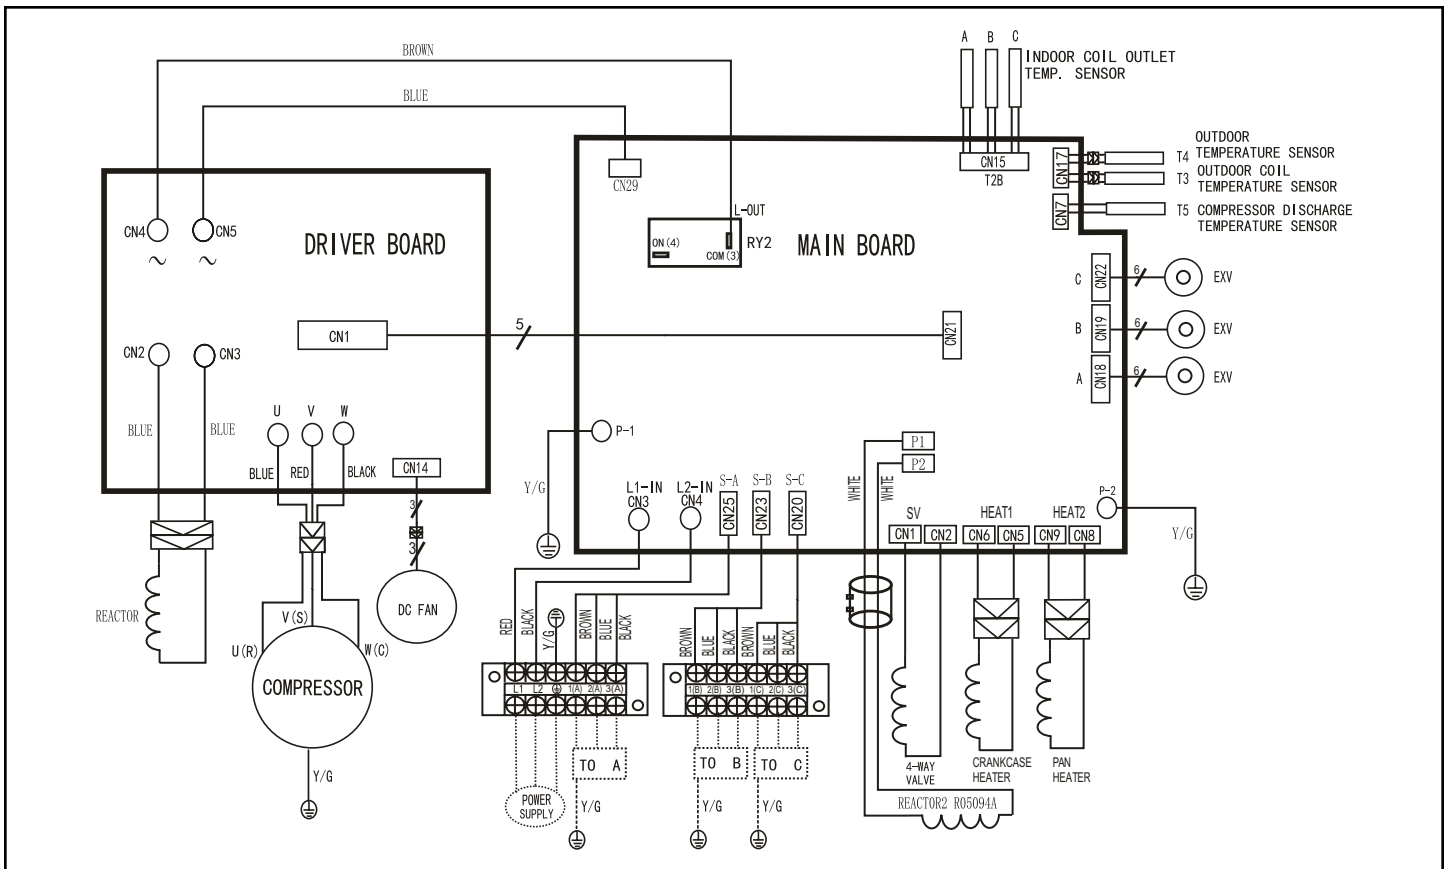 BROWN
BLUE
A B C
INDOOR COIL OUTLET
TEMP. SENSOR
CN15
T2B
CN17
T4
OUTDOOR
TEMPERATURE SENSOR
T3
OUTDOOR COIL
TEMPERATURE SENSOR
CN7
T5
COMPRESSOR DISCHARGE
TEMPERATURE SENSOR
CN29
L-OUT
ON(4)
COM(3)
RY2
MAIN BOARD
CN4
CN5
DRIVER BOARD
C
CN22
6
EXV
B
CN19
6
EXV
A
CN18
6
EXV
CN1
5
CN21
CN2
CN3
BLUE
BLUE
U V W
BLUE
RED
BLACK
CN14
3
3
DC FAN
REACTOR
V(S)
U(R)
W(C)
COMPRESSOR
Y/G
P-1
Y/G
L1-IN
CN3
L2-IN
CN4
S-A
CN25
S-B
CN23
S-C
CN20
P1
P2
WHITE
WHITE
SV
CN1
CN2
HEAT1
CN6
CN5
HEAT2
CN9
CN8
P-2
Y/G
RED
BLACK
Y/G
BROWN
BLUE
BLACK
BROWN
BLUE
BLACK
BROWN
BLUE
BLACK
L1 L2 1(A) 2(A) 3(A)
1(B) 2(B) 3(B) 1(C) 2(C) 3(C)
TO A
TO B
TO C
POWER
SUPPLY
Y/G
Y/G
Y/G
4-WAY
VALVE
CRANKCASE
HEATER
PAN
HEATER
REACTOR2 R05094A